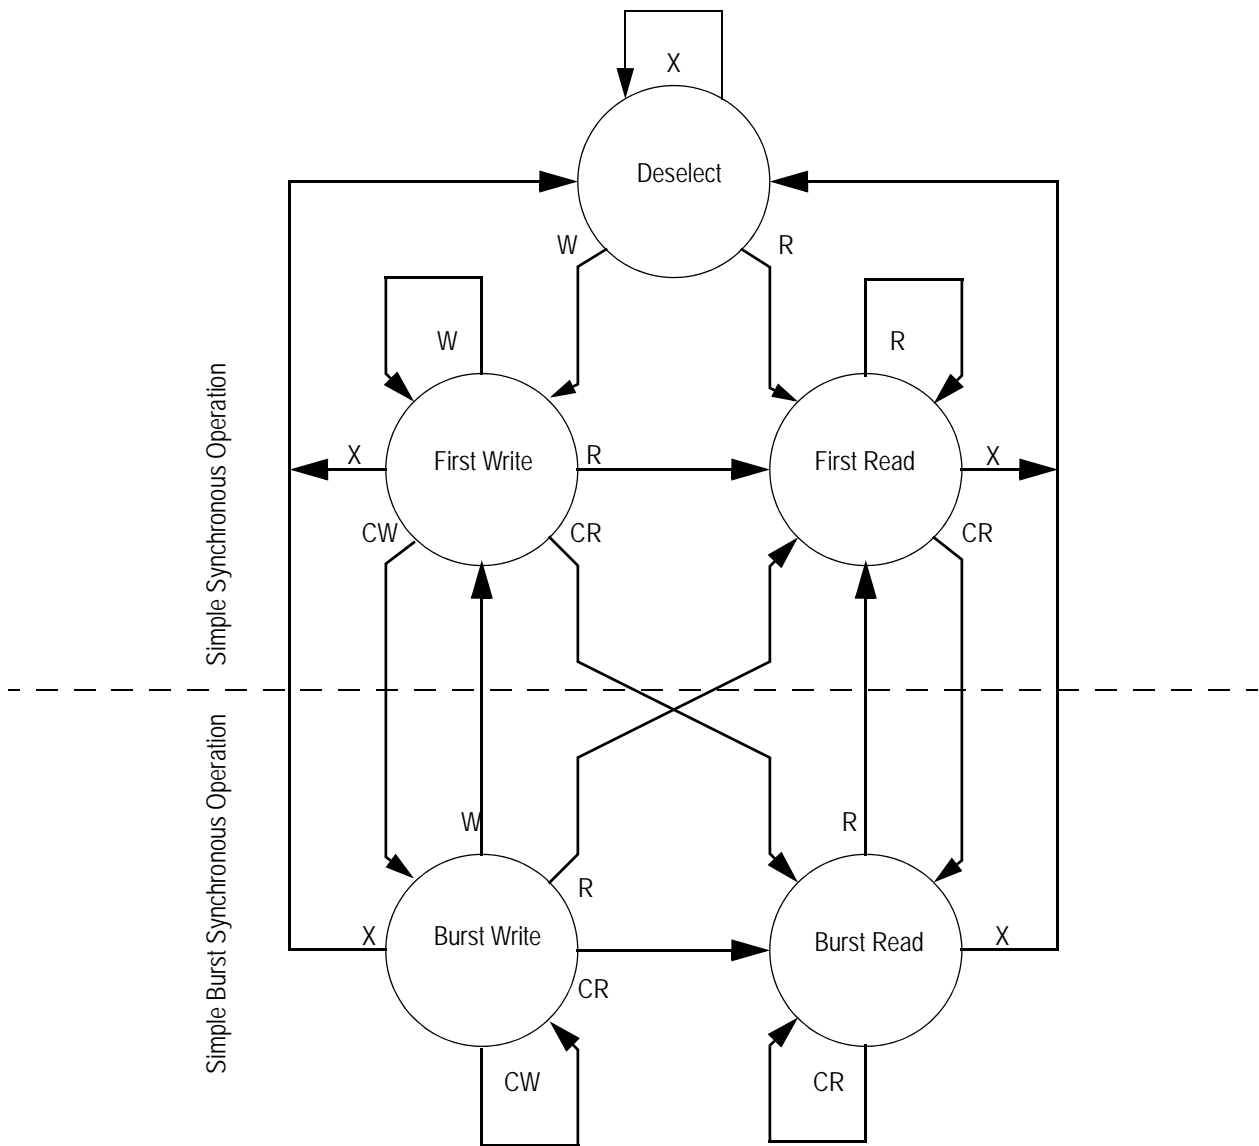 X
Deselect
W
R
W
R
Simple Synchronous Operation
X
First Write
R
First Read
X
CW
CR
CR
W
R
Simple Burst Synchronous Operation
X
Burst Write
R
Burst Read
X
CR
CW
CR